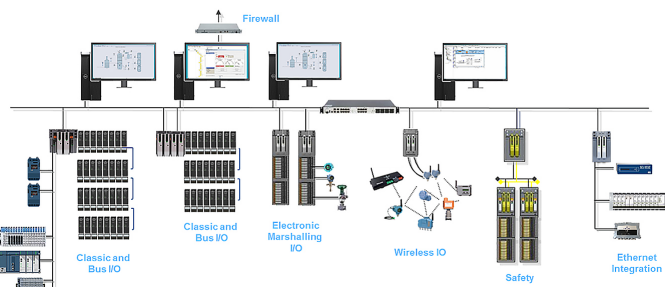 Firewall
Classic and
Bus I/O
Classic and
Bus I/O
Electronic
Marshalling
I/O
Wireless IO
Safety
Ethernet
Integration